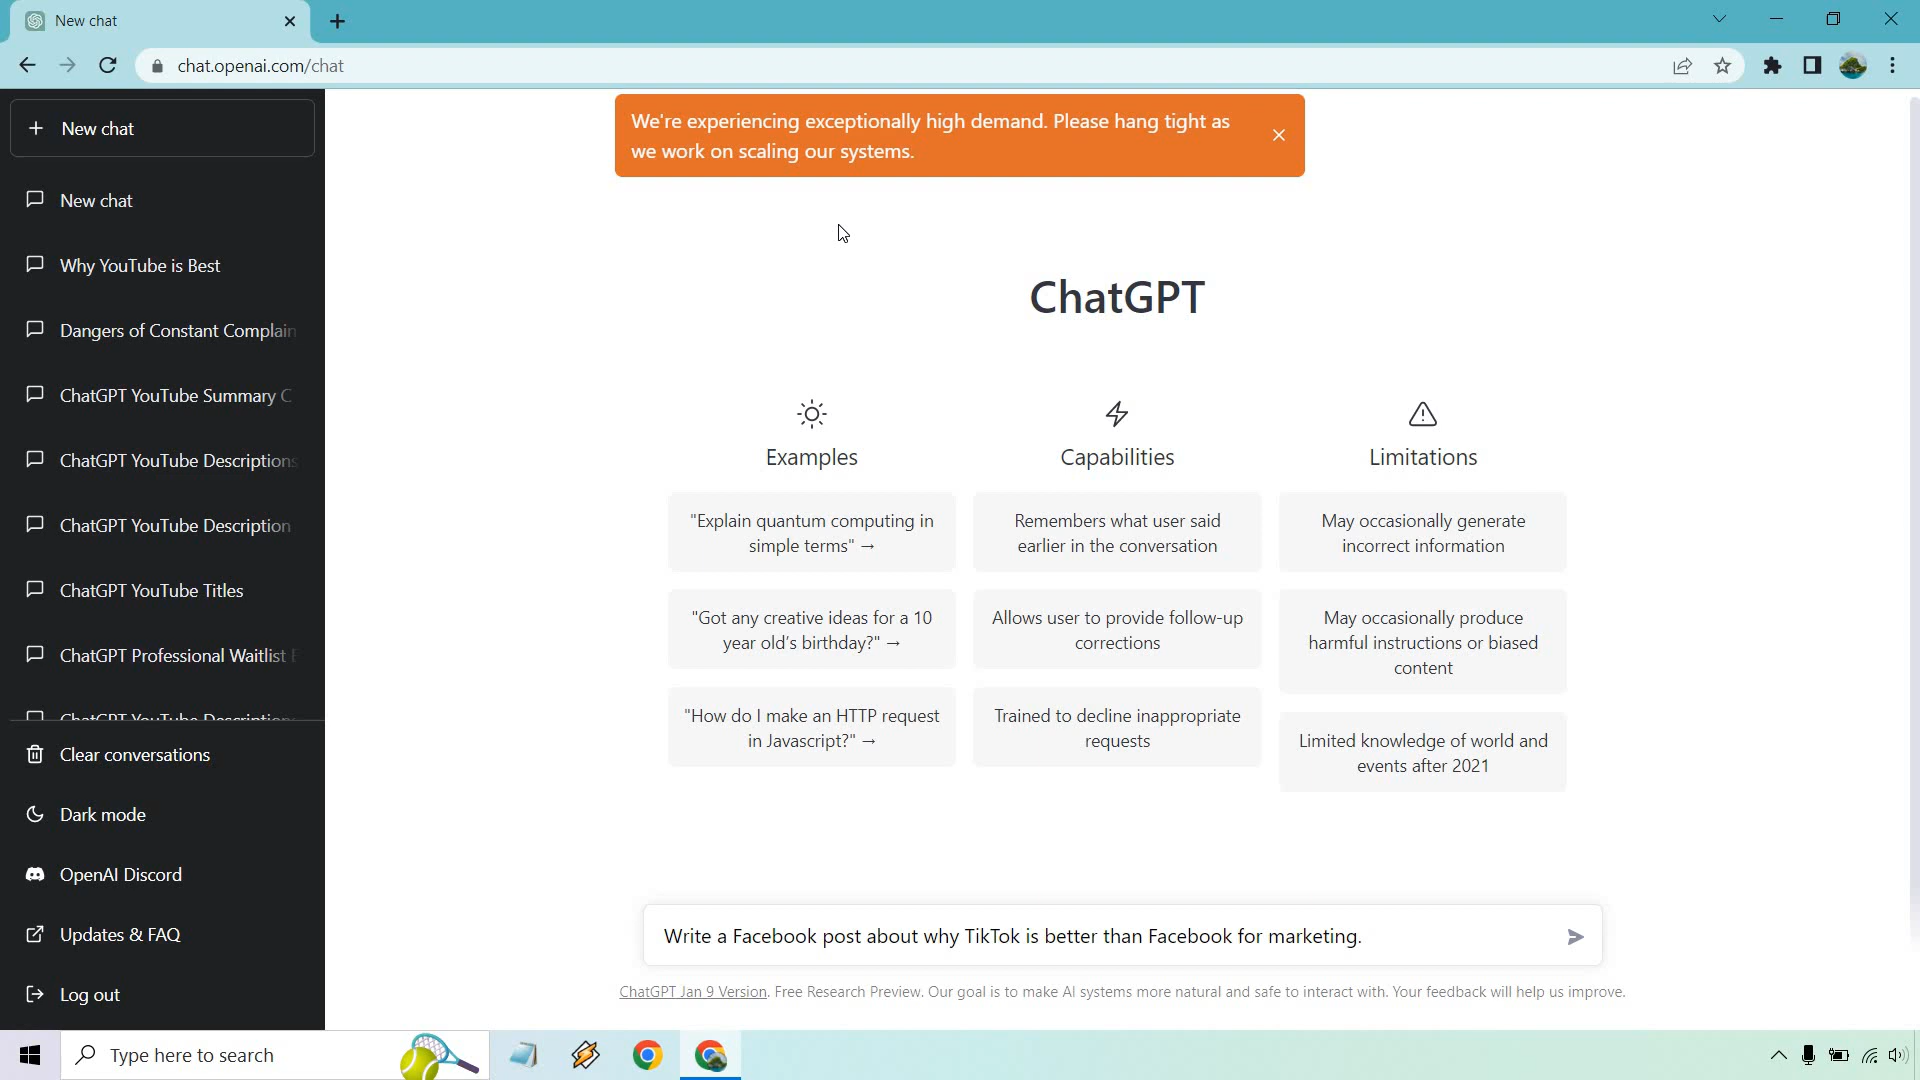 New chat
chat.openai.com/chat
New chat
New chat
Why YouTube is Best
Dangers of Constant Complain
ChatGPT YouTube Summary C
ChatGPT YouTube Descriptions
ChatGPT YouTube Description
ChatGPT YouTube Titles
ChatGPT Professional Waitlist
ChatGPT YouTube Descriptions
Clear conversations
Dark mode
OpenAI Discord
Updates & FAQ
Log out
We're experiencing exceptionally high demand. Please hang tight as
we work on scaling our systems.
ChatGPT
Examples
"Explain quantum computing in
simple terms" →
"Got any creative ideas for a 10
year old's birthday?" →
"How do I make an HTTP request
in Javascript?" →
Capabilities
Remembers what user said
earlier in the conversation
Allows user to provide follow-up
corrections
Trained to decline inappropriate
requests
Limitations
May occasionally generate
incorrect information
May occasionally produce
harmful instructions or biased
content
Limited knowledge of world and
events after 2021
Write a Facebook post about why TikTok is better than Facebook for marketing.
ChatGPT Jan 9 Version. Free Research Preview. Our goal is to make AI systems more natural and safe to interact with. Your feedback will help us improve.
Type here to search